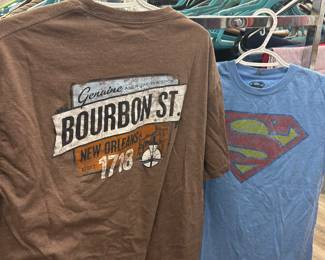 Genuine
BOURBON ST.
NEW ORLEANS
1718
S